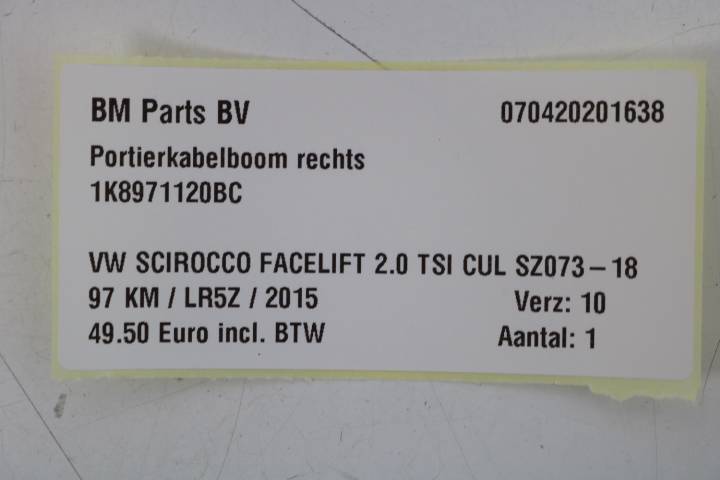 BM Parts BV 070420201638
Portierkabelboom rechts
1K8971120BC
VW SCIROCCO FACELIFT 2.0 TSI CUL SZ073-18
97 KM / LR5Z / 2015 Verz: 10
49.50 Euro incl. BTW Aantal: 1